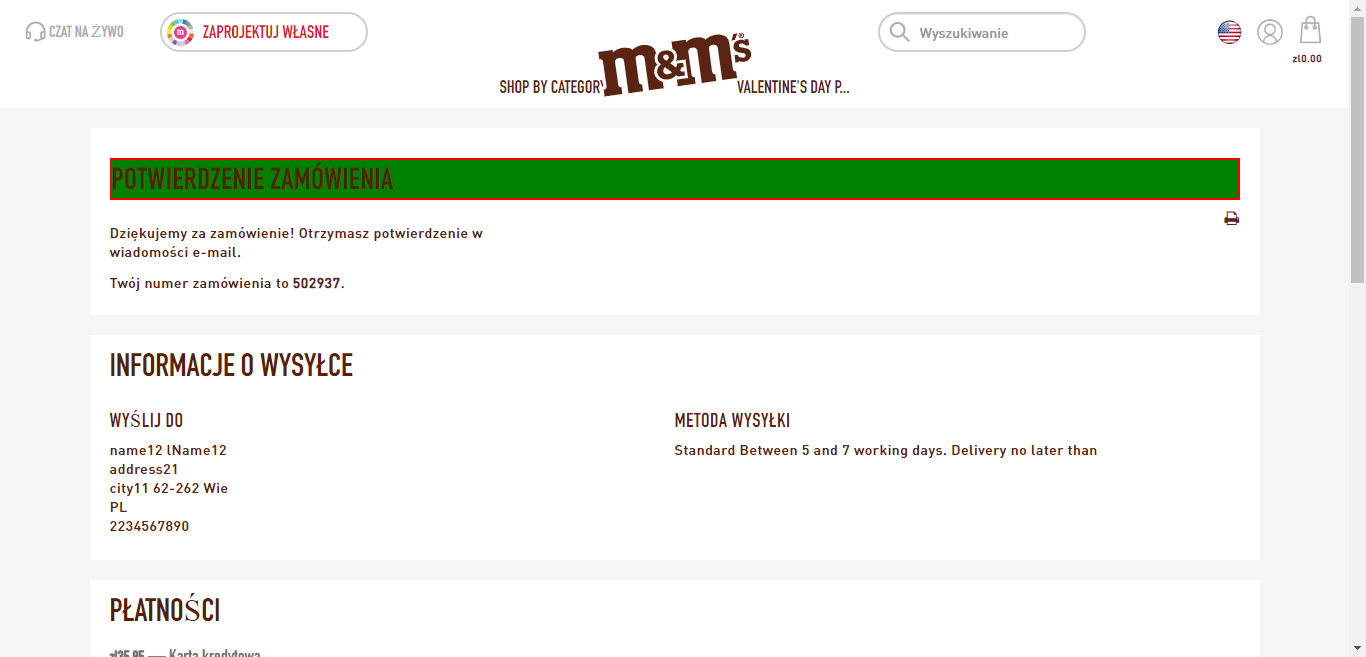 CZAT NA ŻYWO
ZAPROJEKTUJ WŁASNE
m&m's®
Wyszukiwanie
zł0.00
SHOP BY CATEGORY
VALENTINE'S DAY P...
POTWIERDZENIE ZAMÓWIENIA
Dziękujemy za zamówienie! Otrzymasz potwierdzenie w
wiadomości e-mail.
Twój numer zamówienia to 502937.
INFORMACJE O WYSYŁCE
WYŚLIJ DO
name12 lName12
address21
city11 62-262 Wie
PL
2234567890
METODA WYSYŁKI
Standard Between 5 and 7 working days. Delivery no later than
PŁATNOŚCI
zł35.95 — Karta kredytowa